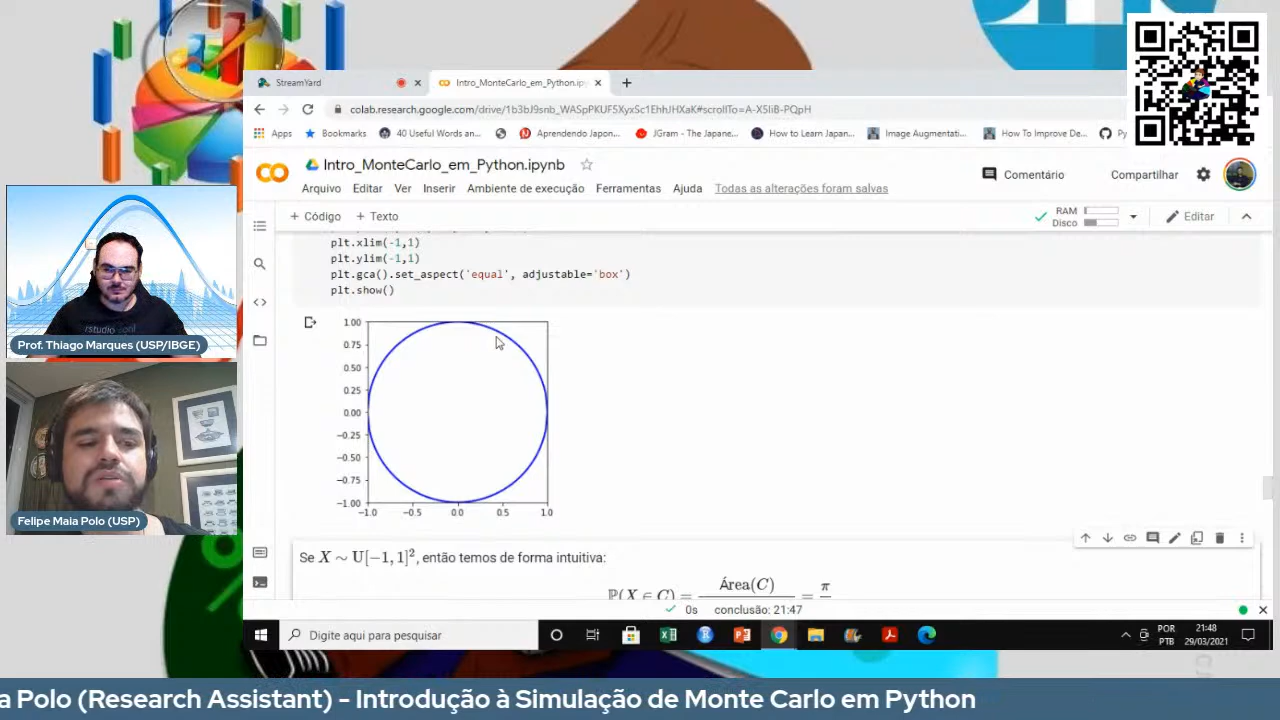 StreamYard
Intro_MonteCarlo_em_Python.ipy
colab.research.google.com/drive/1b3bJ9snb_WASpPKUF5XyxSc1EhhJHXaK#scrollTo=A-X5IiB-PQpH
Apps
Bookmarks
40 Useful Words an...
Aprendendo Japon...
JGram - The Japane...
How to Learn Japan...
Image Augmentati...
How To Improve De...
Intro_MonteCarlo_em_Python.ipynb
Comentário
Compartilhar
Arquivo Editar Ver Inserir Ambiente de execução Ferramentas Ajuda Todas as alterações foram salvas
+ Código + Texto
RAM
Disco
Editar
plt.xlim(-1,1)
plt.ylim(-1,1)
plt.gca().set_aspect('equal', adjustable='box')
plt.show()
1.00
0.75
0.50
0.25
0.00
−0.25
−0.50
−0.75
−1.00
−1.0 −0.5 0.0 0.5 1.0
Se X ∼ U[−1, 1]², então temos de forma intuitiva:
ℙ(X ∈ C) = Área(C) = π
0s conclusão: 21:47
Digite aqui para pesquisar
POR
PTB
21:48
29/03/2021
rstudio::conf
Prof. Thiago Marques (USP/IBGE)
Felipe Maia Polo (USP)
a Polo (Research Assistant) - Introdução à Simulação de Monte Carlo em Python